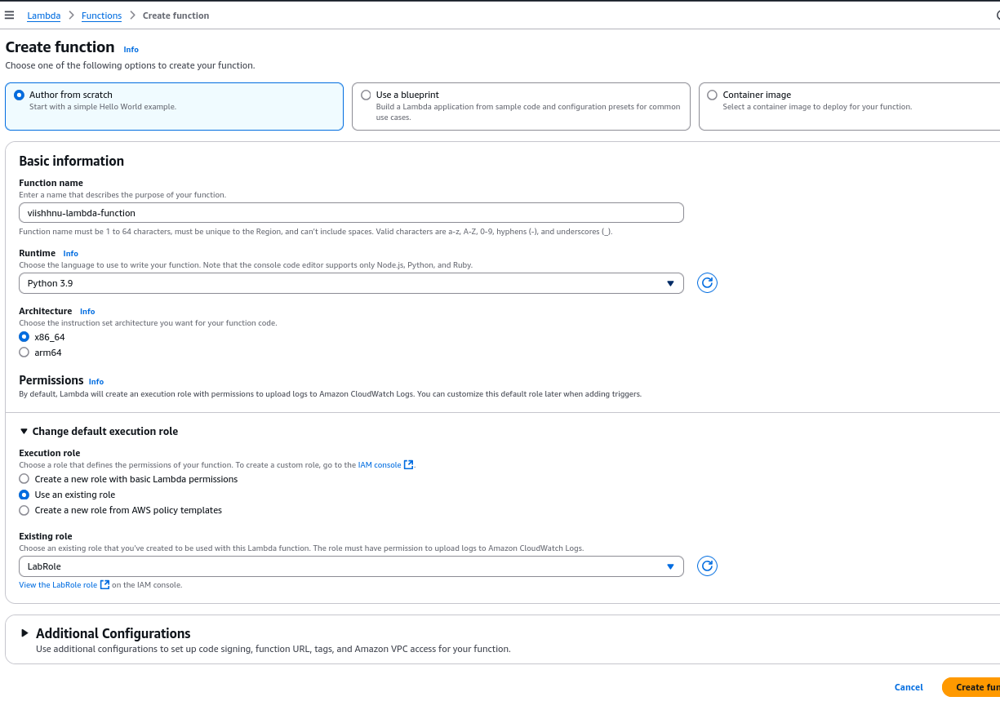 Lambda > Functions > Create function
Create function Info
Choose one of the following options to create your function.
Author from scratch
Start with a simple Hello World example.
Use a blueprint
Build a Lambda application from sample code and configuration presets for common
use cases.
Container image
Select a container image to deploy for your function.
Basic information
Function name
Enter a name that describes the purpose of your function.
viishhnu-lambda-function
Function name must be 1 to 64 characters, must be unique to the Region, and can't include spaces. Valid characters are a-z, A-Z, 0-9, hyphens (-), and underscores (_).
Runtime Info
Choose the language to use to write your function. Note that the console code editor supports only Node.js, Python, and Ruby.
Python 3.9
Architecture Info
Choose the instruction set architecture you want for your function code.
x86_64
arm64
Permissions Info
By default, Lambda will create an execution role with permissions to upload logs to Amazon CloudWatch Logs. You can customize this default role later when adding triggers.
Change default execution role
Execution role
Choose a role that defines the permissions of your function. To create a custom role, go to the IAM console.
Create a new role with basic Lambda permissions
Use an existing role
Create a new role from AWS policy templates
Existing role
Choose an existing role that you've created to be used with this Lambda function. The role must have permission to upload logs to Amazon CloudWatch Logs.
LabRole
View the LabRole role on the IAM console.
Additional Configurations
Use additional configurations to set up code signing, function URL, tags, and Amazon VPC access for your function.
Cancel
Create fun